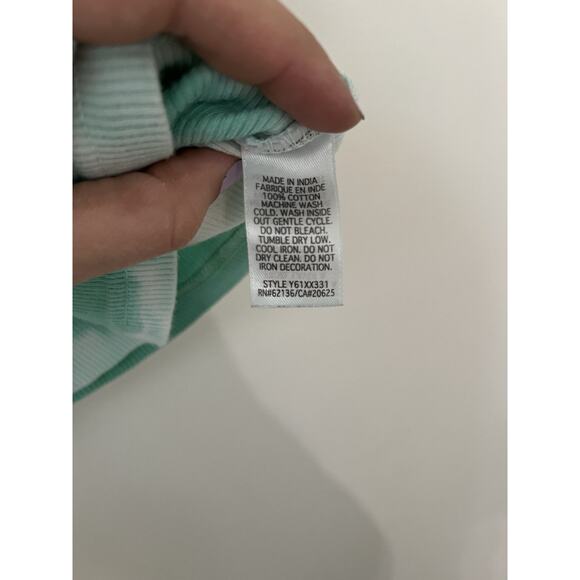 MADE IN INDIA
FABRIQUE EN INDE
100% COTTON
MACHINE WASH
COLD. WASH INSIDE
OUT GENTLE CYCLE.
DO NOT BLEACH.
TUMBLE DRY LOW.
COOL IRON. DO NOT
DRY CLEAN. DO NOT
IRON DECORATION.
STYLE Y61XX331
RN#62136/CA#20625